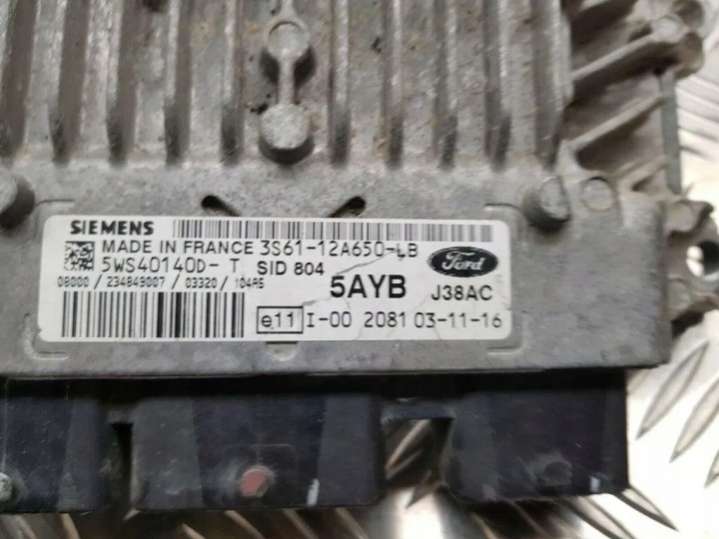 SIEMENS
MADE IN FRANCE 3S61-12A650-LB
5WS40140D-T SID 804
Ford
08000 / 234849007 / 03320 / 104A5
5AYB J38AC
e11 I-00 2081 03-11-16